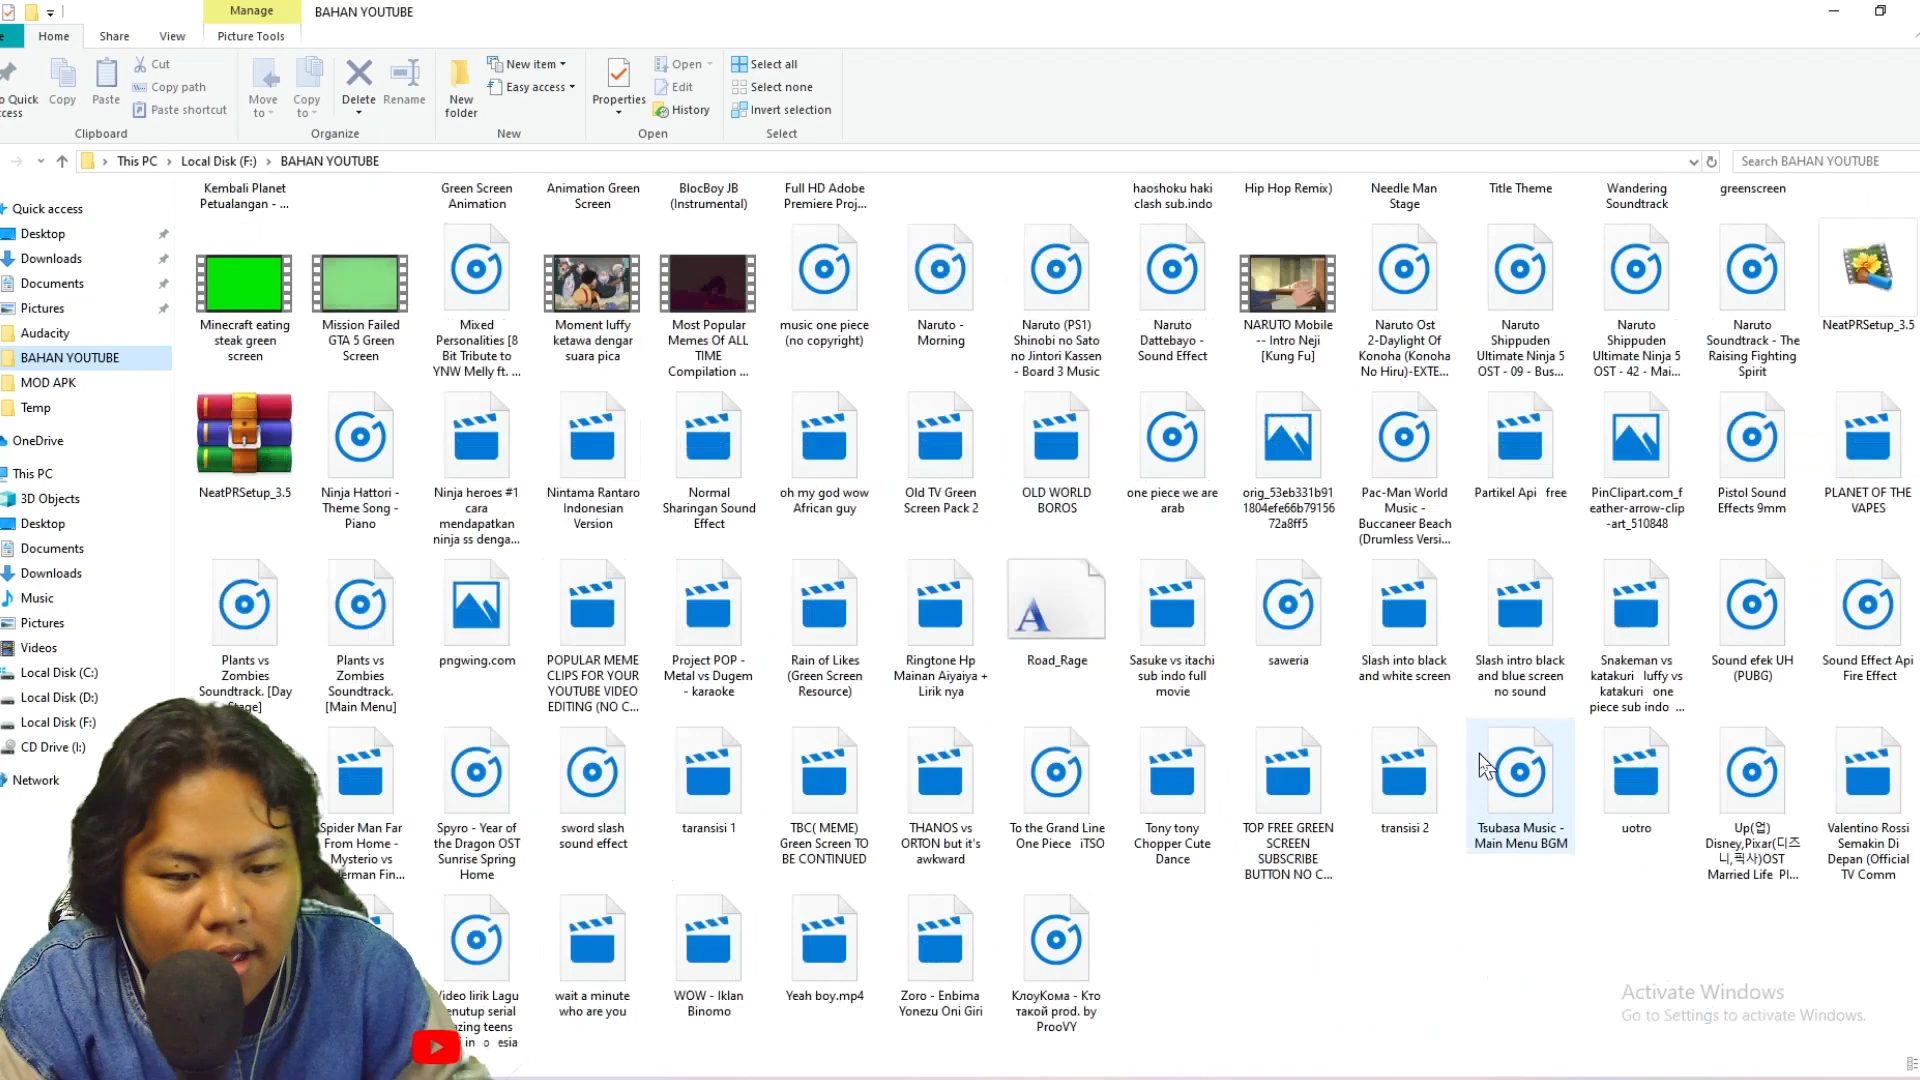 Manage
BAHAN YOUTUBE
Home
Share
View
Picture Tools
Cut
Copy path
Paste shortcut
Copy
Paste
Move to
Copy to
Delete
Rename
New folder
New item
Easy access
Properties
Open
Edit
History
Select all
Select none
Invert selection
Clipboard
Organize
New
Open
Select
This PC
Local Disk (F:)
BAHAN YOUTUBE
Search BAHAN YOUTUBE
Quick access
Desktop
Downloads
Documents
Pictures
Audacity
BAHAN YOUTUBE
MOD APK
Temp
OneDrive
This PC
3D Objects
Desktop
Documents
Downloads
Music
Pictures
Videos
Local Disk (C:)
Local Disk (D:)
Local Disk (F:)
CD Drive (I:)
Network
Kembali Planet
Petualangan - ...
Green Screen
Animation
Animation Green
Screen
BlocBoy JB
(Instrumental)
Full HD Adobe
Premiere Proj...
haoshoku haki
clash sub.indo
Hip Hop Remix)
Needle Man
Stage
Title Theme
Wandering
Soundtrack
greenscreen
Minecraft eating
steak green
screen
Mission Failed
GTA 5 Green
Screen
Mixed
Personalities [8
Bit Tribute to
YNW Melly ft. ...
Moment luffy
ketawa dengar
suara pica
Most Popular
Memes Of ALL
TIME
Compilation ...
music one piece
(no copyright)
Naruto -
Morning
Naruto (PS1)
Shinobi no Sato
no Jintori Kassen
- Board 3 Music
Naruto
Dattebayo -
Sound Effect
NARUTO Mobile
-- Intro Neji
[Kung Fu]
Naruto Ost
2-Daylight Of
Konoha (Konoha
No Hiru)-EXTE...
Naruto
Shippuden
Ultimate Ninja 5
OST - 09 - Bus...
Naruto
Shippuden
Ultimate Ninja 5
OST - 42 - Mai...
Naruto
Soundtrack - The
Raising Fighting
Spirit
NeatPRSetup_3.5
NeatPRSetup_3.5
Ninja Hattori -
Theme Song -
Piano
Ninja heroes #1
cara
mendapatkan
ninja ss denga...
Nintama Rantaro
Indonesian
Version
Normal
Sharingan Sound
Effect
oh my god wow
African guy
Old TV Green
Screen Pack 2
OLD WORLD
BOROS
one piece we are
arab
orig_53eb331b91
1804efe66b79156
72a8ff5
Pac-Man World
Music -
Buccaneer Beach
(Drumless Versi...
Partikel Api free
PinClipart.com_f
eather-arrow-clip
-art_510848
Pistol Sound
Effects 9mm
PLANET OF THE
VAPES
Plants vs
Zombies
Soundtrack. [Day
Stage]
Plants vs
Zombies
Soundtrack.
[Main Menu]
pngwing.com
POPULAR MEME
CLIPS FOR YOUR
YOUTUBE VIDEO
EDITING (NO C...
Project POP -
Metal vs Dugem
- karaoke
Rain of Likes
(Green Screen
Resource)
Ringtone Hp
Mainan Aiyaiya +
Lirik nya
Road_Rage
Sasuke vs itachi
sub indo full
movie
saweria
Slash into black
and white screen
Slash intro black
and blue screen
no sound
Snakeman vs
katakuri luffy vs
katakuri one
piece sub indo ...
Sound efek UH
(PUBG)
Sound Effect Api
Fire Effect
Spider Man Far
From Home -
Mysterio vs
Spyro - Year of
the Dragon OST
Sunrise Spring
Home
sword slash
sound effect
taransisi 1
TBC( MEME)
Green Screen TO
BE CONTINUED
THANOS vs
ORTON but it's
awkward
To the Grand Line
One Piece iTSO
Tony tony
Chopper Cute
Dance
TOP FREE GREEN
SCREEN
SUBSCRIBE
BUTTON NO C...
transisi 2
Tsubasa Music -
Main Menu BGM
uotro
Up(업)
Disney,Pixar(디즈
니,픽사)OST
Married Life Pl...
Valentino Rossi
Semakin Di
Depan (Official
TV Comm
lirik Lagu
serial
teens
wait a minute
who are you
WOW - Iklan
Binomo
Yeah boy.mp4
Zoro - Enbima
Yonezu Oni Giri
КлоуКома - Кто
такой prod. by
ProoVY
Activate Windows
Go to Settings to activate Windows.